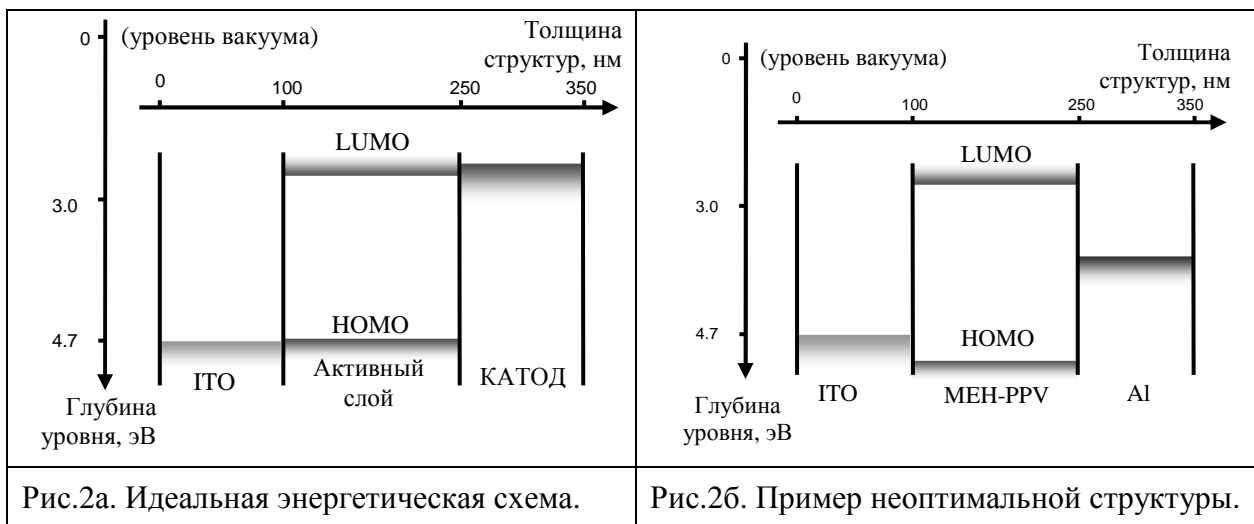 0
(уровень вакуума)
Толщина
структур, нм
0
100
250
350
LUMO
3.0
4.7
HOMO
ITO
Активный
слой
КАТОД
Глубина
уровня, эВ
Рис.2а. Идеальная энергетическая схема.
0
(уровень вакуума)
Толщина
структур, нм
0
100
250
350
LUMO
3.0
4.7
HOMO
ITO
MEH-PPV
Al
Глубина
уровня, эВ
Рис.2б. Пример неоптимальной структуры.